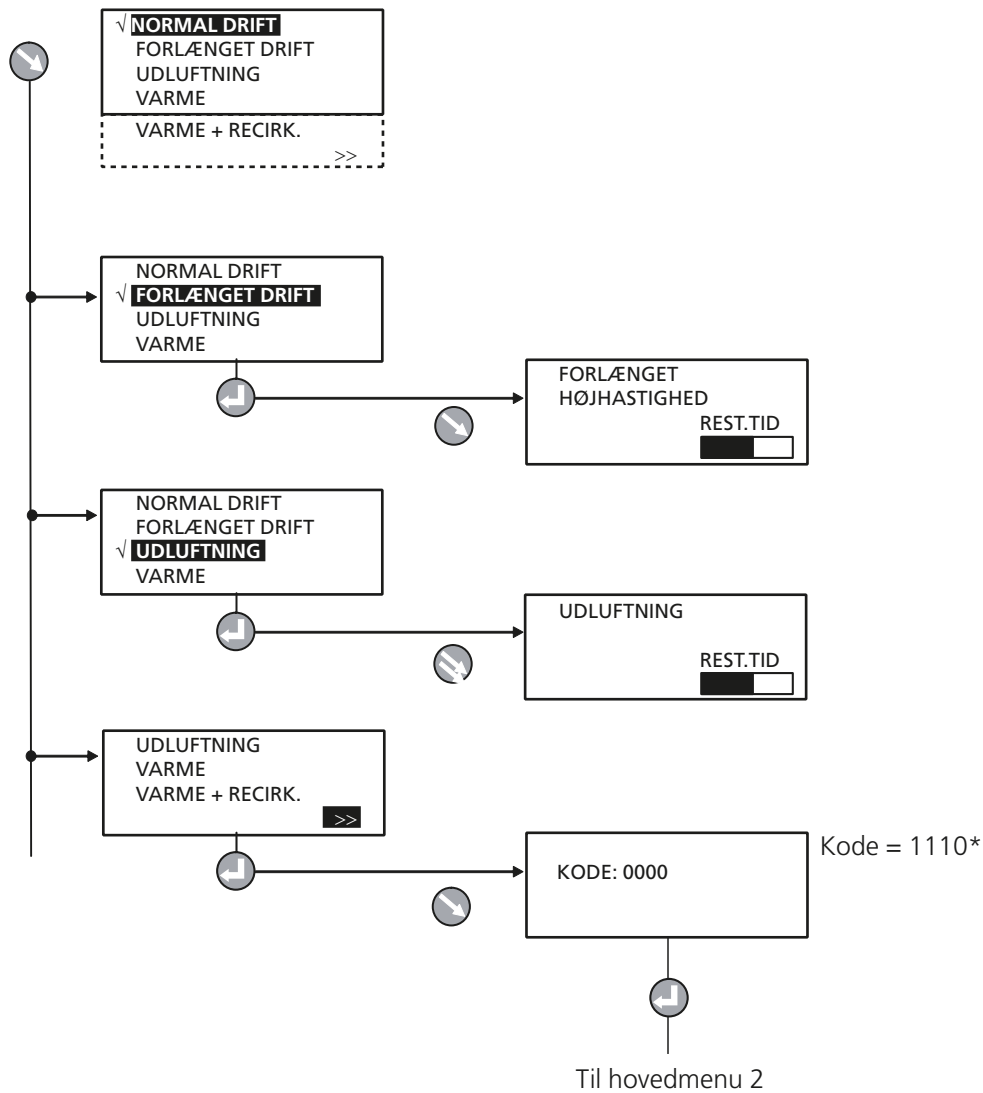 √ NORMAL DRIFT
FORLÆNGET DRIFT
UDLUFTNING
VARME
VARME + RECIRK.
>>
NORMAL DRIFT
√ FORLÆNGET DRIFT
UDLUFTNING
VARME
FORLÆNGET
HØJHASTIGHED
REST.TID
NORMAL DRIFT
FORLÆNGET DRIFT
√ UDLUFTNING
VARME
UDLUFTNING
REST.TID
UDLUFTNING
VARME
VARME + RECIRK.
>>
KODE: 0000
Kode = 1110*
Til hovedmenu 2